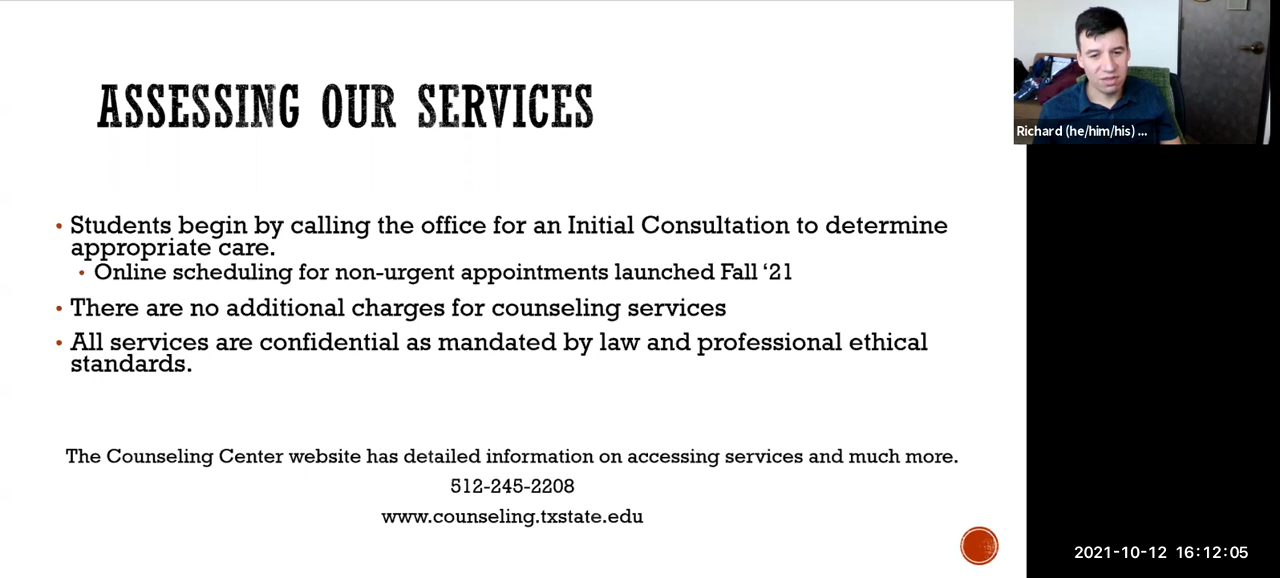 ASSESSING OUR SERVICES
Richard (he/him/his) ...
• Students begin by calling the office for an Initial Consultation to determine
appropriate care.
• Online scheduling for non-urgent appointments launched Fall ‘21
• There are no additional charges for counseling services
• All services are confidential as mandated by law and professional ethical
standards.
The Counseling Center website has detailed information on accessing services and much more.
512-245-2208
www.counseling.txstate.edu
2021-10-12 16:12:05